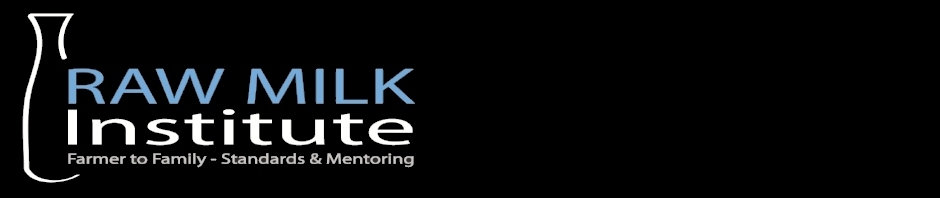 RAW MILK
Institute
Farmer to Family - Standards & Mentoring